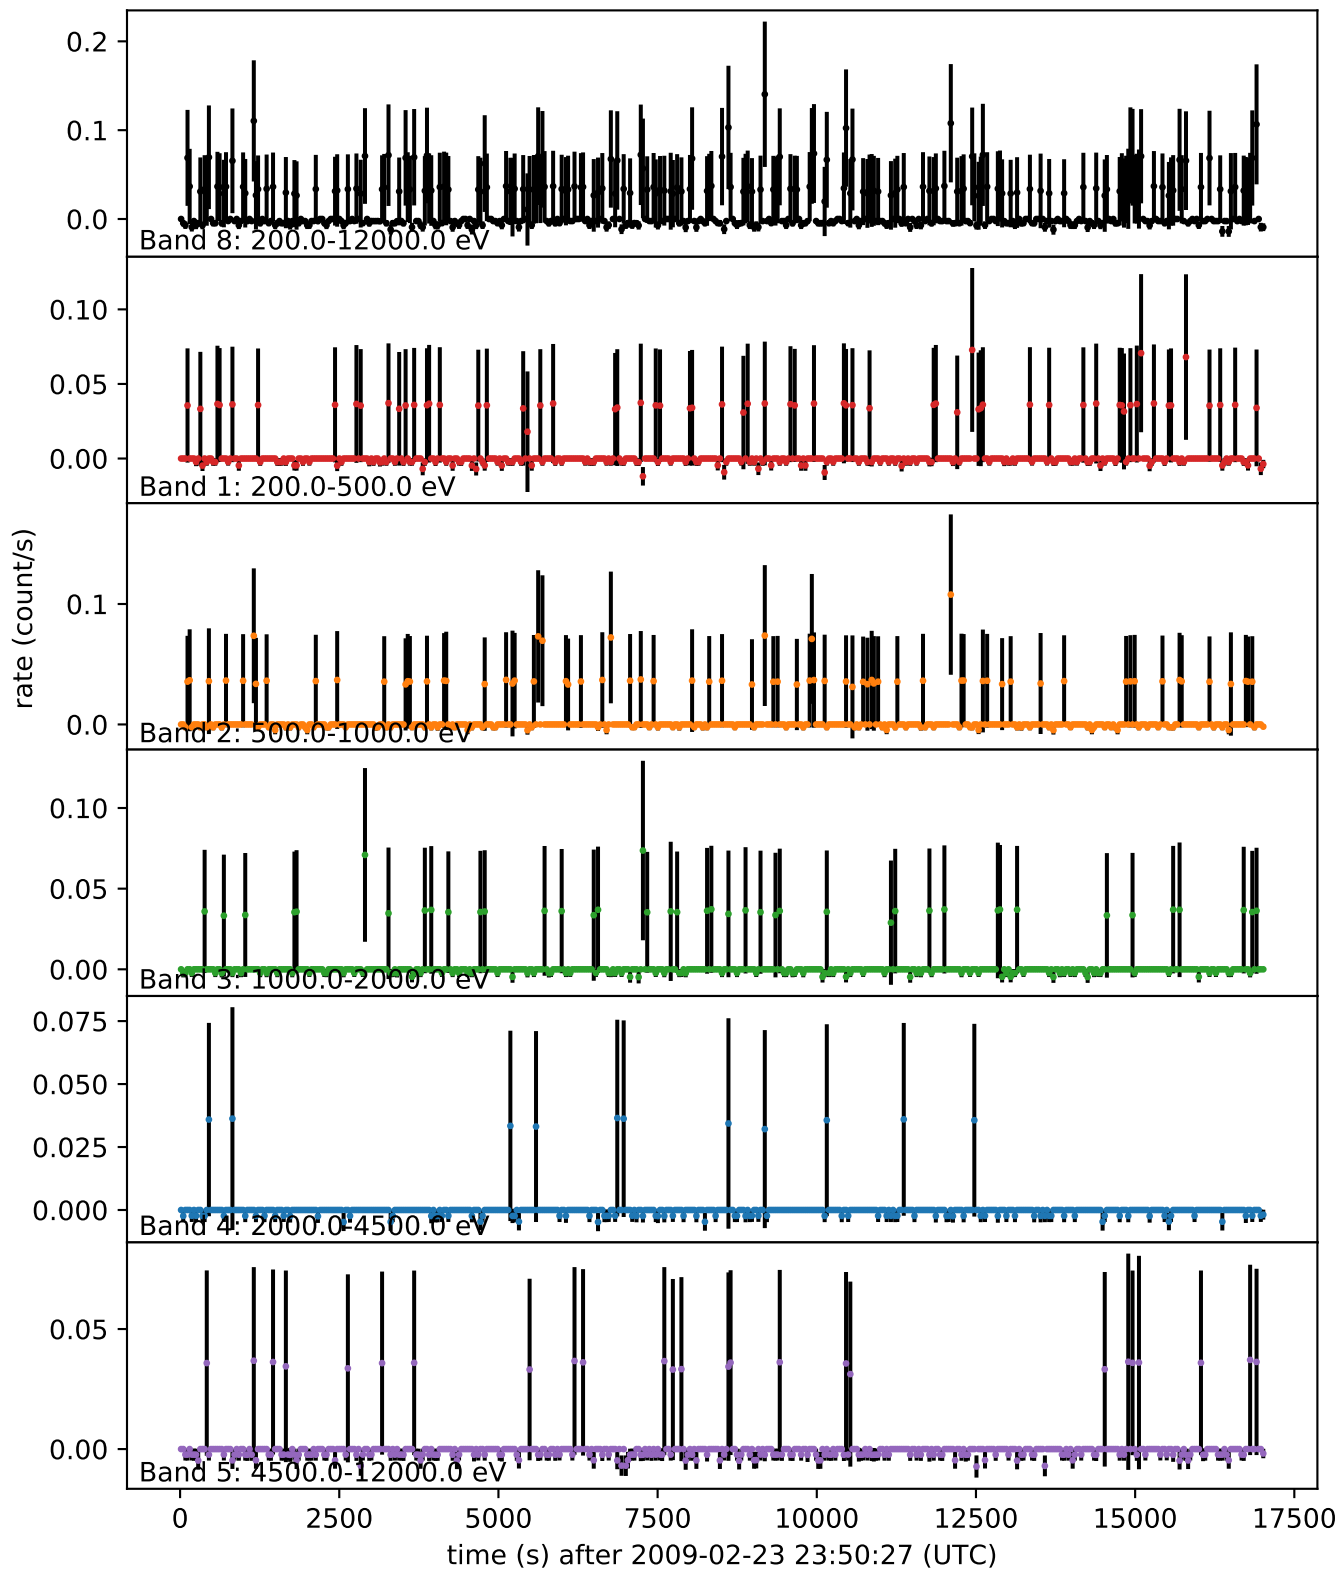 0.2
0.1
0.0
Band 8: 200.0-12000.0 eV
0.10
0.05
0.00
Band 1: 200.0-500.0 eV
rate (count/s)
0.1
0.0
Band 2: 500.0-1000.0 eV
0.10
0.05
0.00
Band 3: 1000.0-2000.0 eV
0.075
0.050
0.025
0.000
Band 4: 2000.0-4500.0 eV
0.05
0.00
Band 5: 4500.0-12000.0 eV
0 2500 5000 7500 10000 12500 15000 17500
time (s) after 2009-02-23 23:50:27 (UTC)